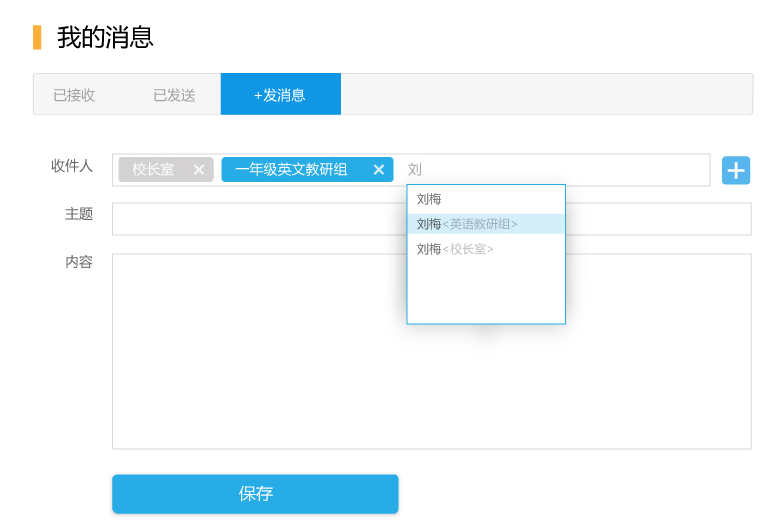 我的消息
已接收 已发送 +发消息
收件人 校长室 一年级英文教研组 刘
刘梅
主题
刘梅<英语教研组>
刘梅<校长室>
内容
保存